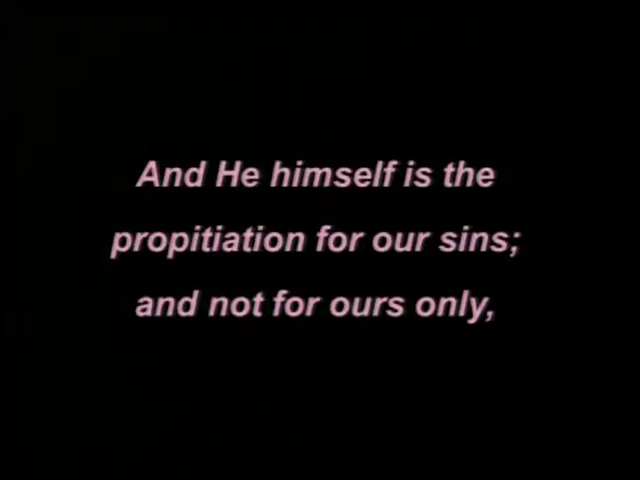 And He himself is the
propitiation for our sins;
and not for ours only,